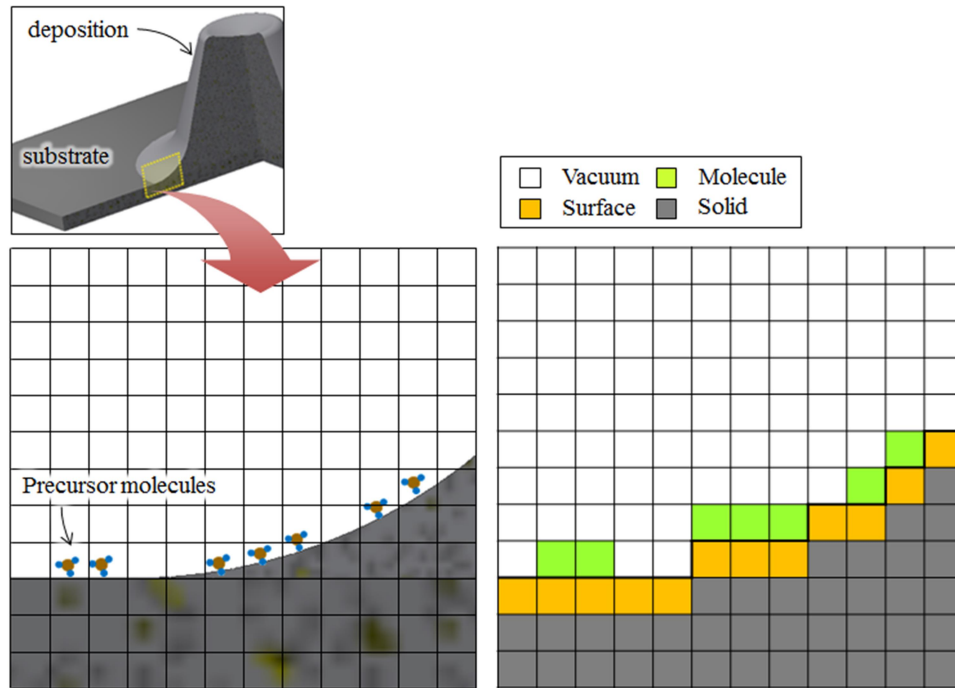 deposition
substrate
Vacuum Molecule
Surface Solid
Precursor molecules